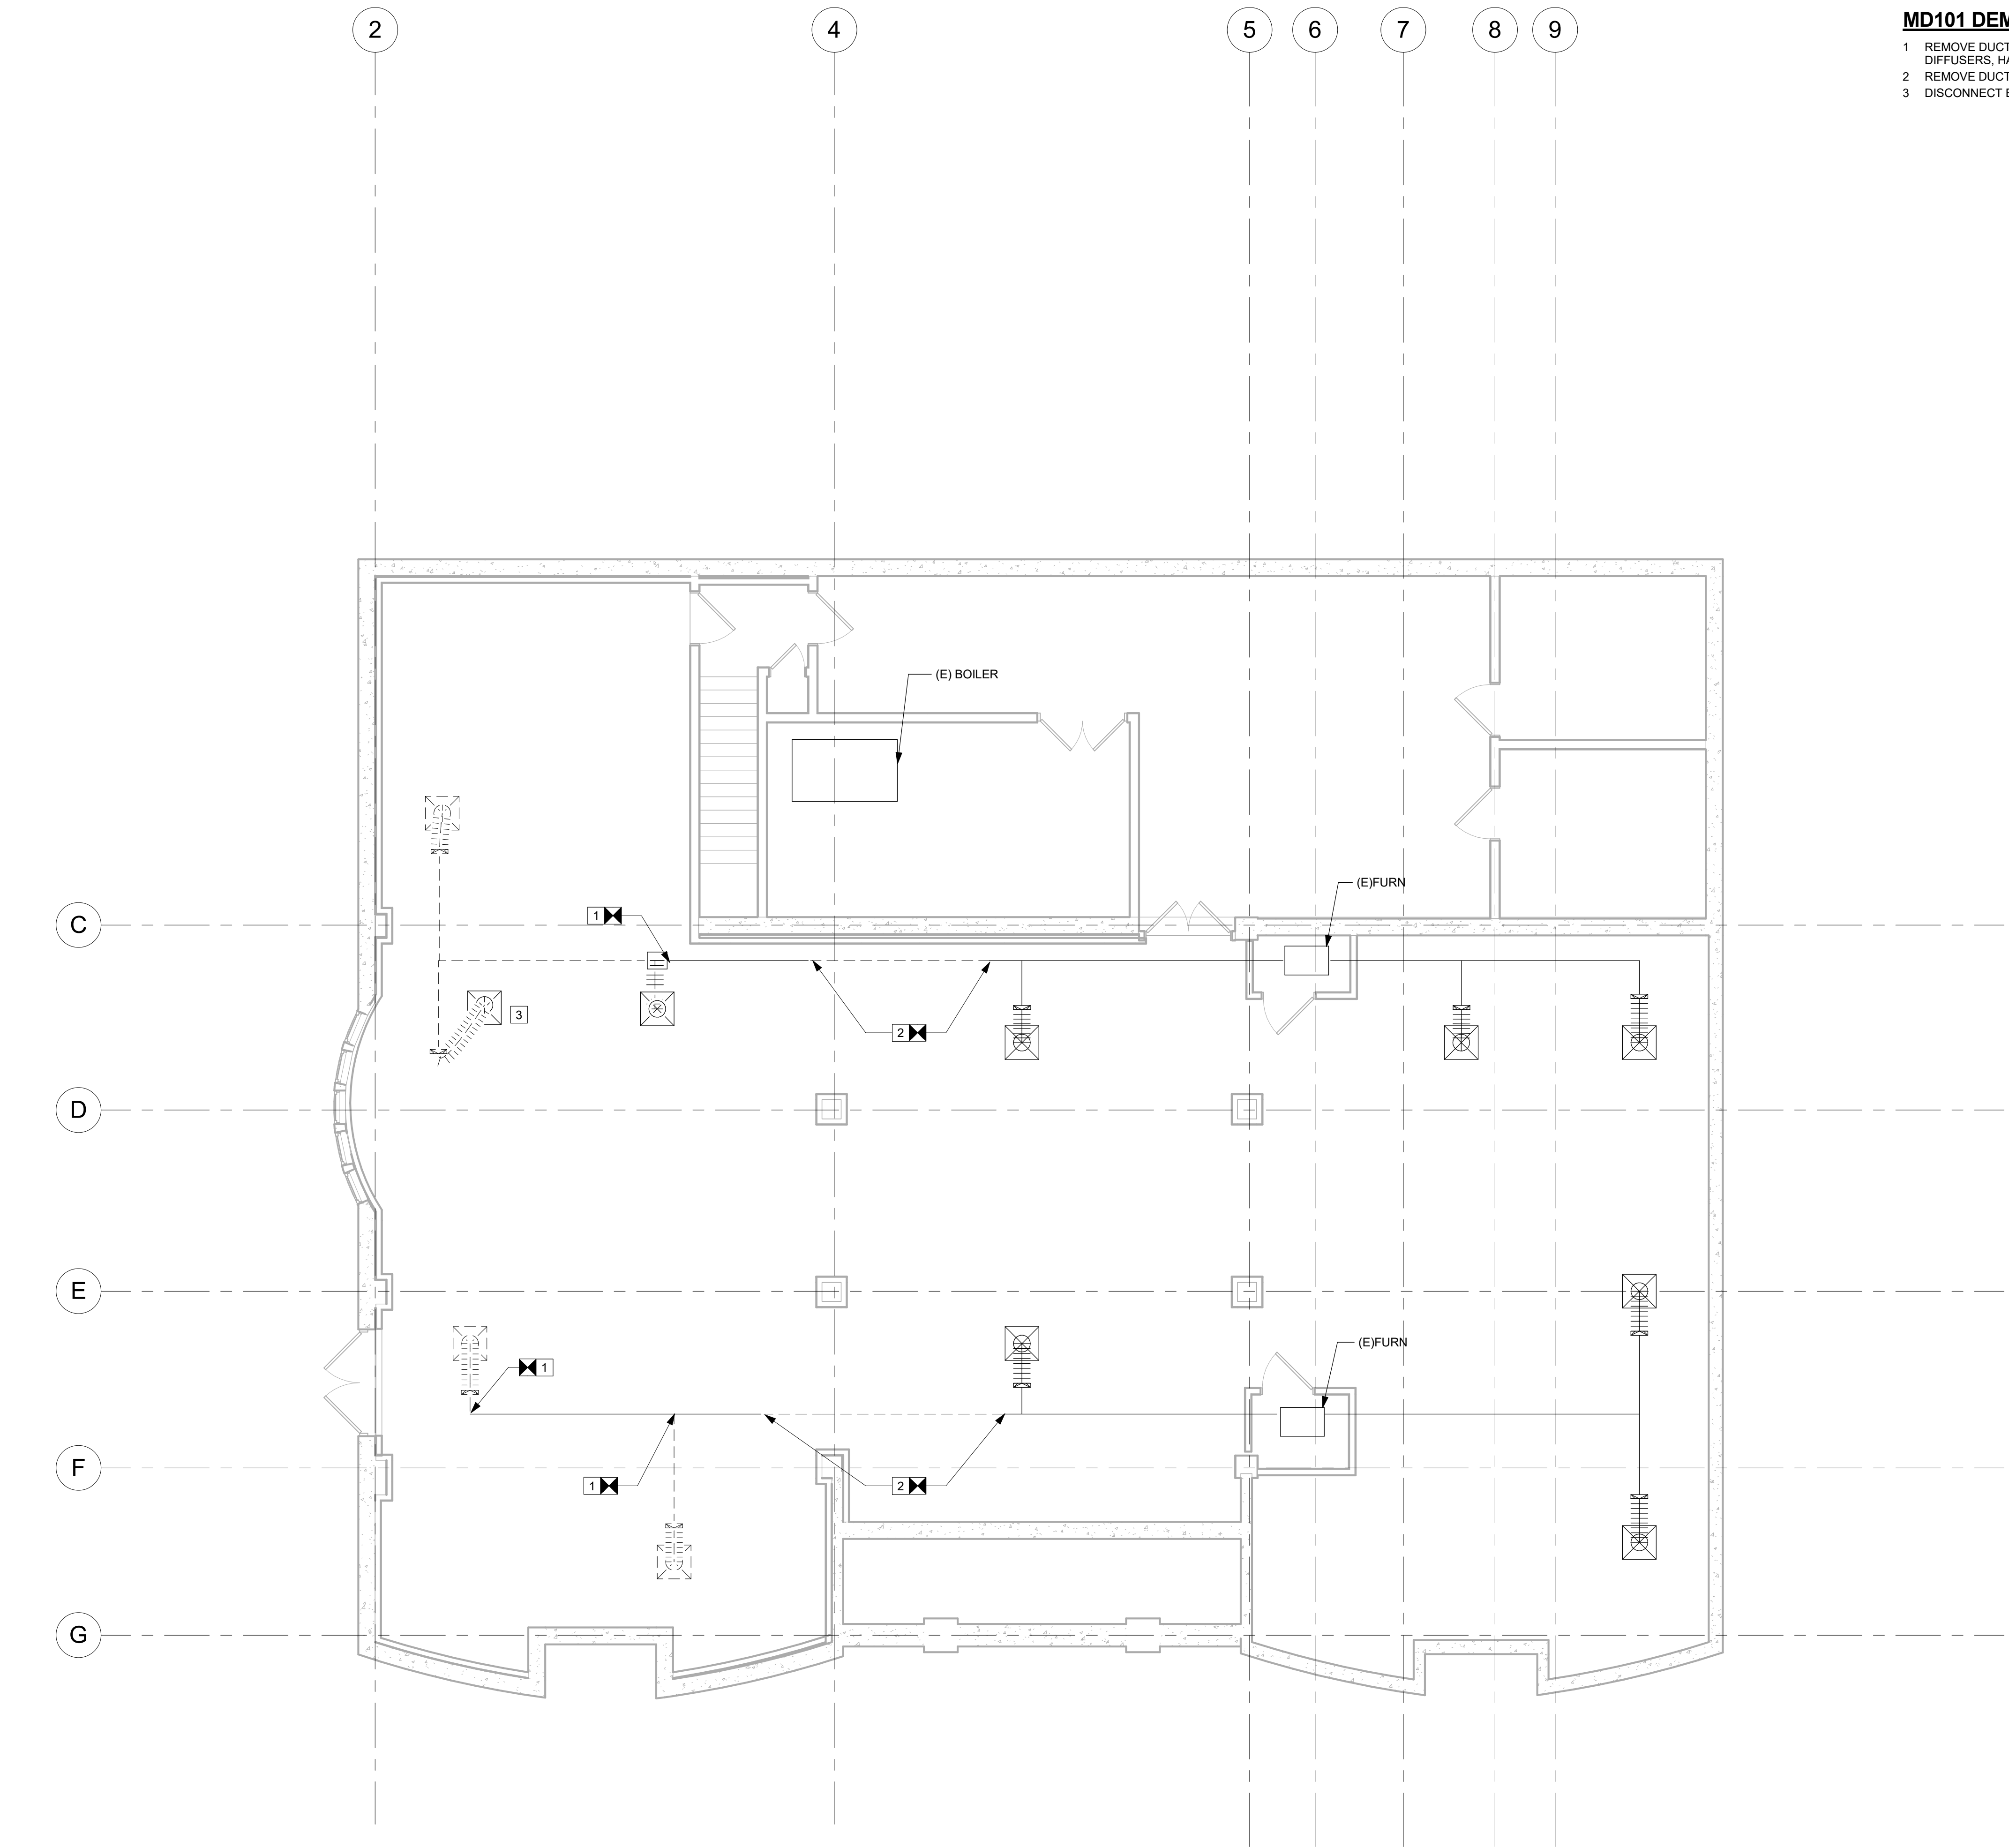 2 4 5 6 7 8 9
MD101 DEM
1 REMOVE DUCT
DIFFUSERS, HA
2 REMOVE DUCT
3 DISCONNECT E
(E) BOILER
(E)FURN
C
1
3
2
D
E
(E)FURN
1
F
1
2
G